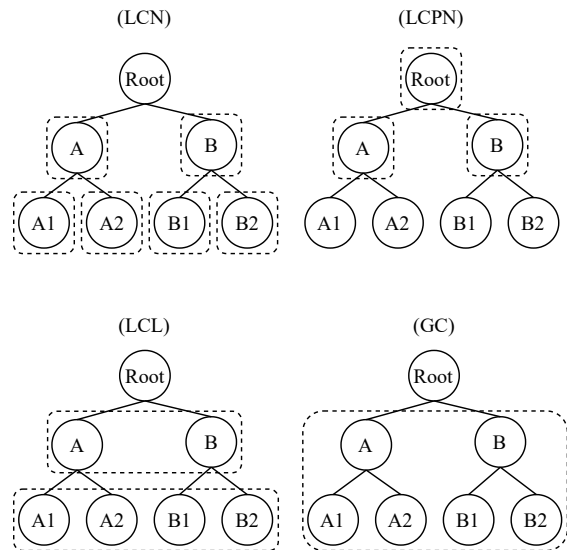 (LCN)
(LCPN)
Root
Root
A
B
A
B
A1
A2
B1
B2
A1
A2
B1
B2
(LCL)
(GC)
Root
Root
A
B
A
B
A1
A2
B1
B2
A1
A2
B1
B2